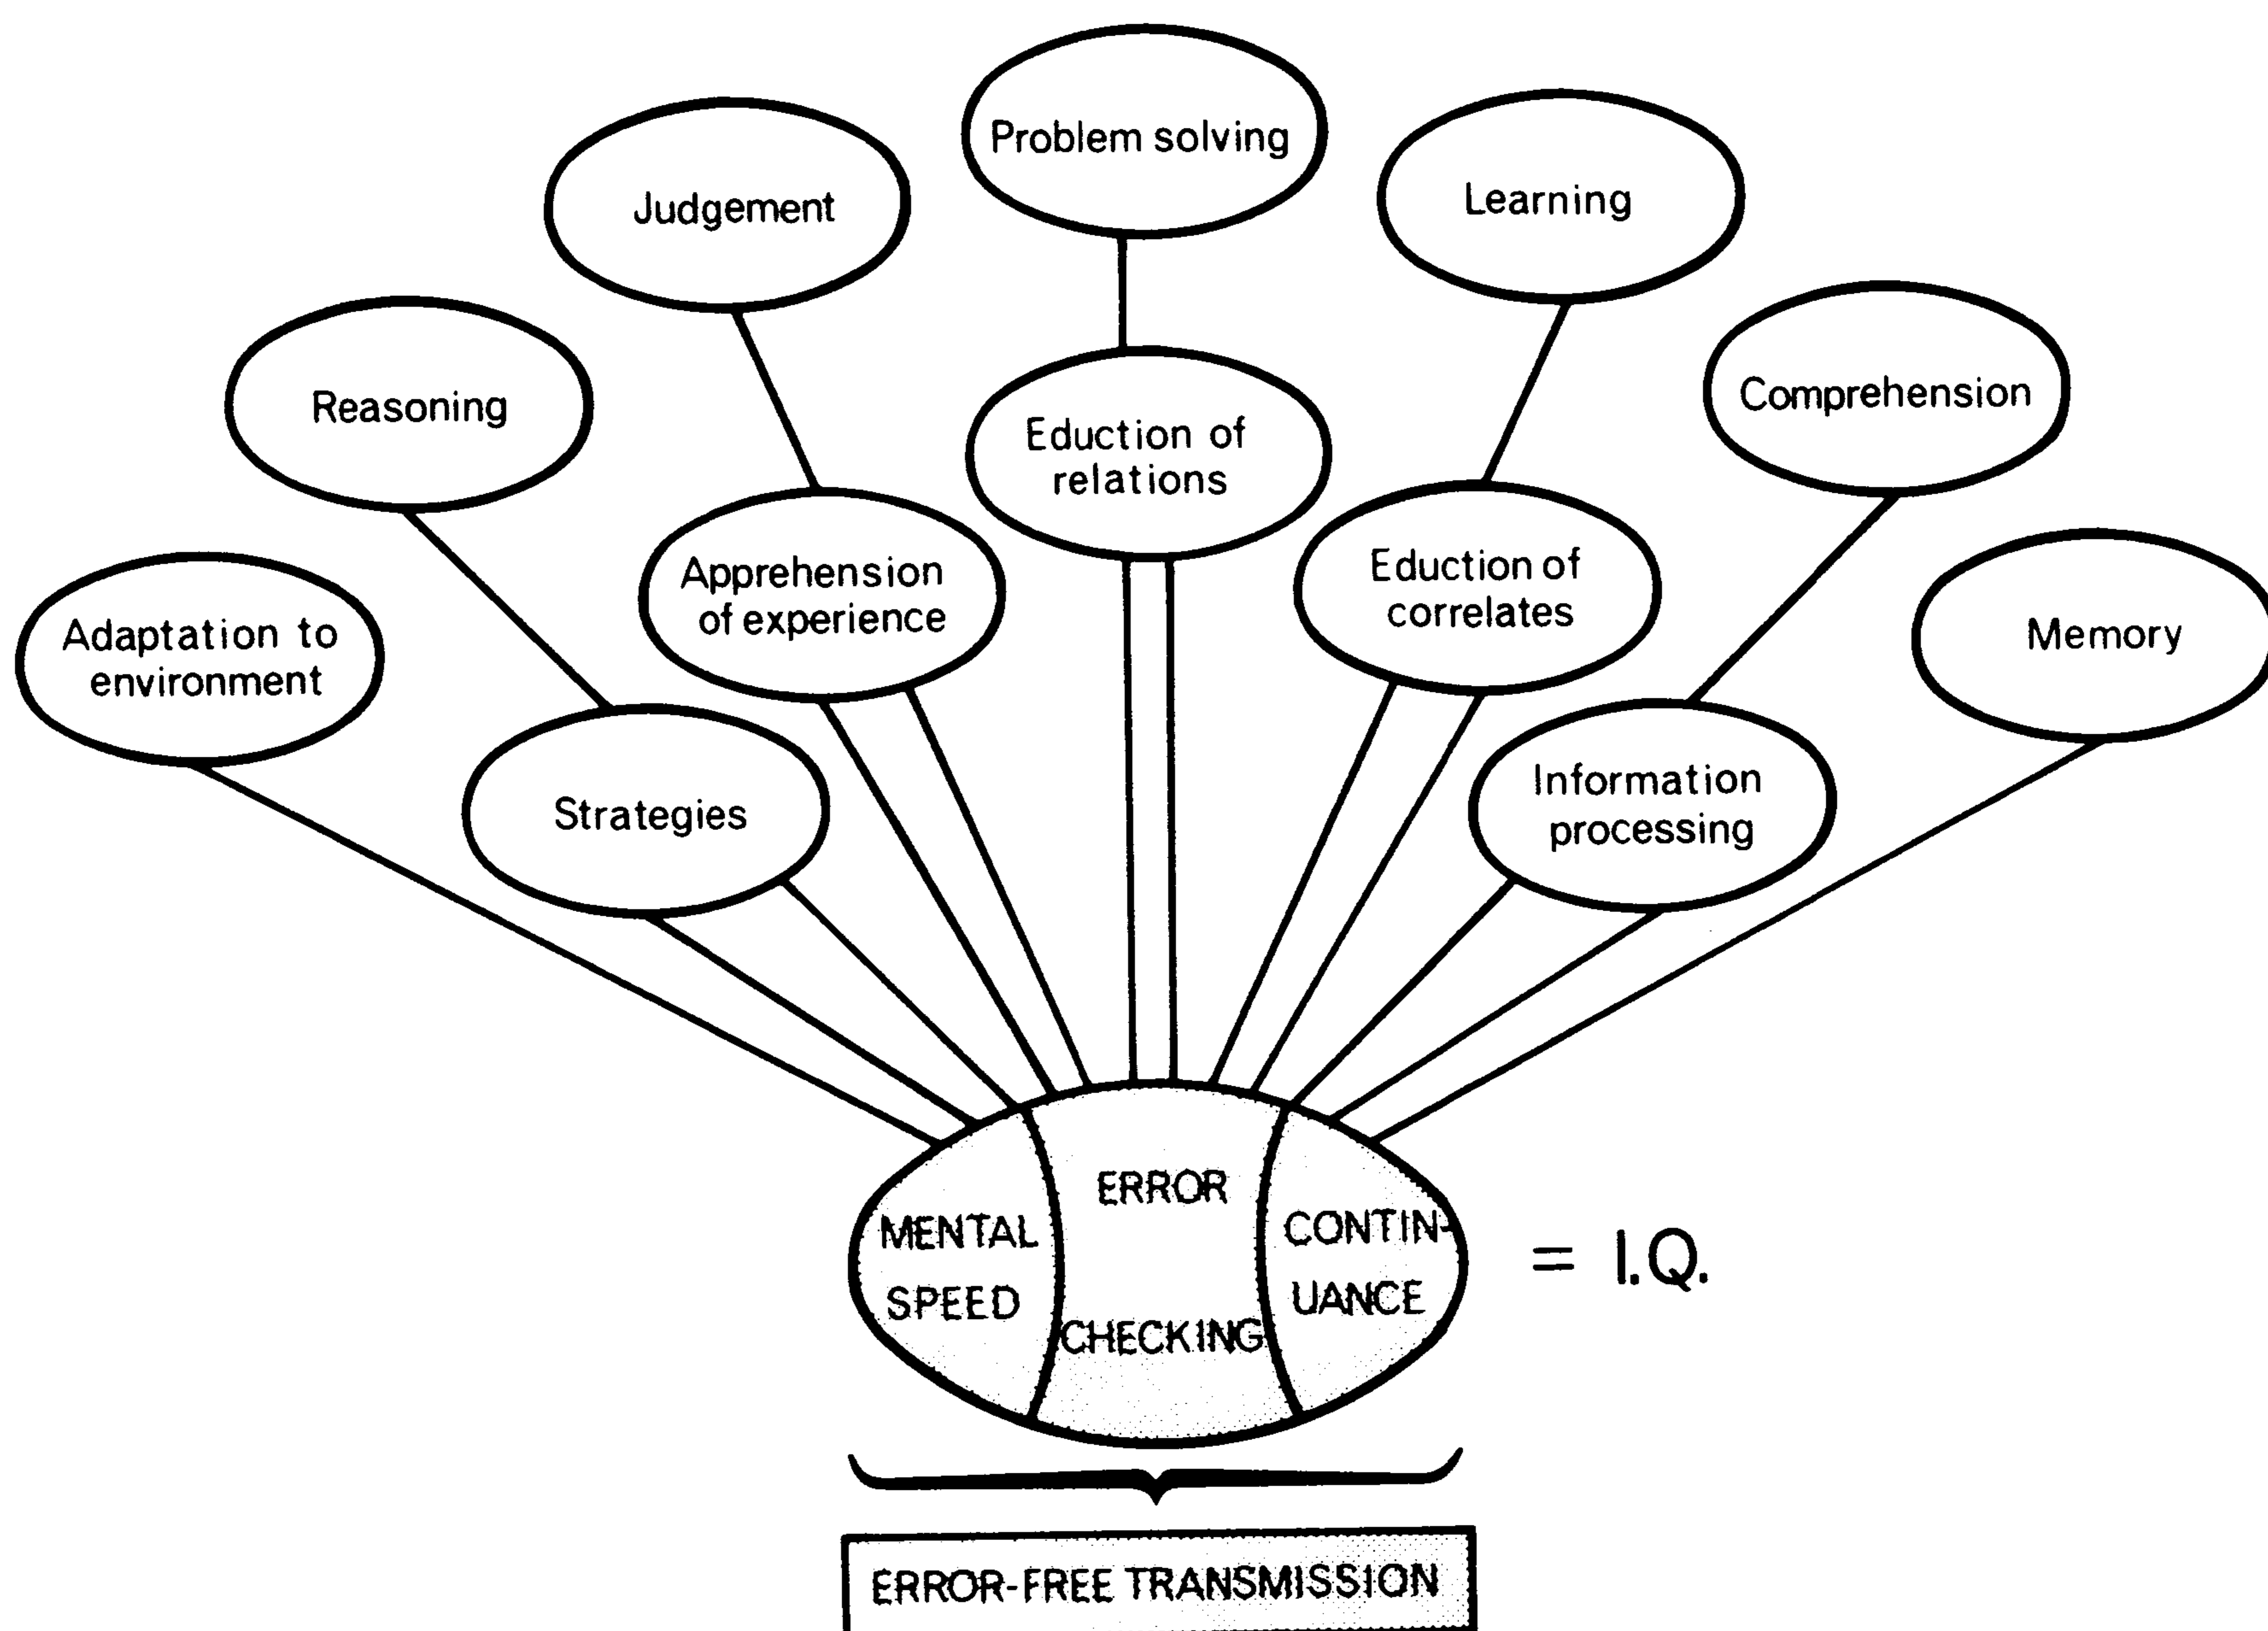 Problem solving
Judgement
Learning
Reasoning
Comprehension
Eduction of
relations
Apprehension
of experience
Eduction of
correlates
Adaptation to
environment
Memory
Strategies
Information
processing
MENTAL
SPEED
ERROR
CHECKING
CONTIN-
UANCE
= I.Q.
ERROR-FREE TRANSMISSION